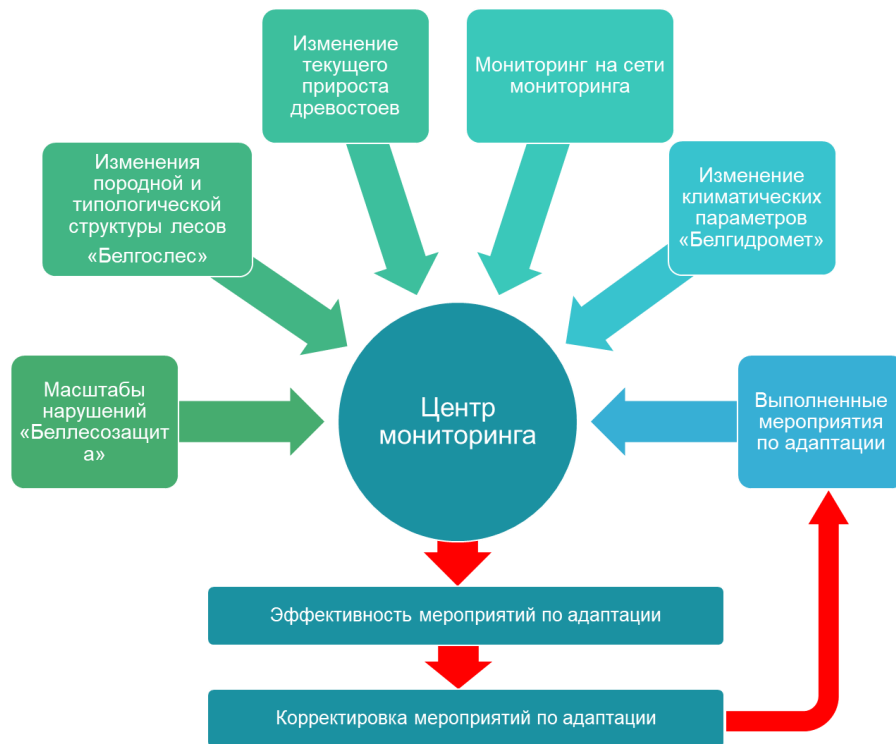 Изменение
текущего
прироста
древостоев
Мониторинг на сети
мониторинга
Изменения
породной и
типологической
структуры лесов
«Белгослес»
Изменение
климатических
параметров
«Белгидромет»
Масштабы
нарушений
«Беллесозащит
а»
Центр
мониторинга
Выполненные
мероприятия
по адаптации
Эффективность мероприятий по адаптации
Корректировка мероприятий по адаптации